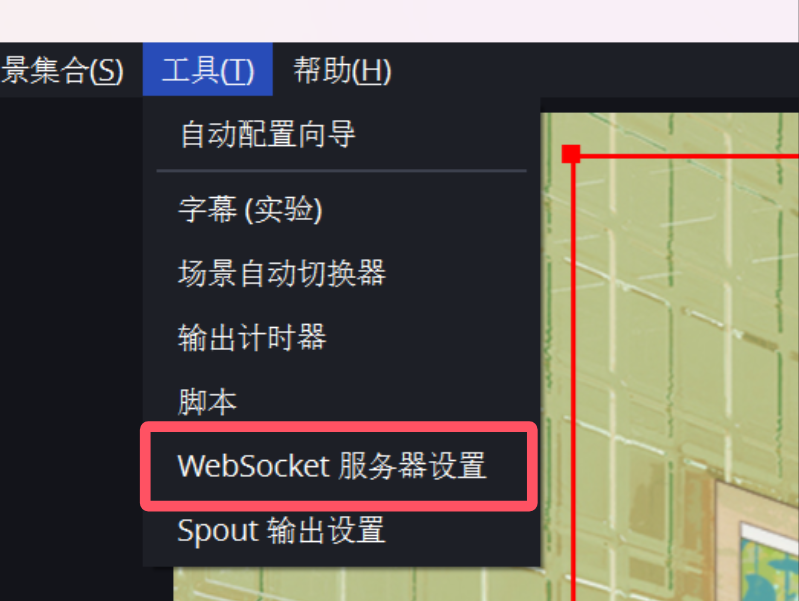 景集合(S) 工具(T) 帮助(H)
自动配置向导
字幕 (实验)
场景自动切换器
输出计时器
脚本
WebSocket 服务器设置
Spout 输出设置